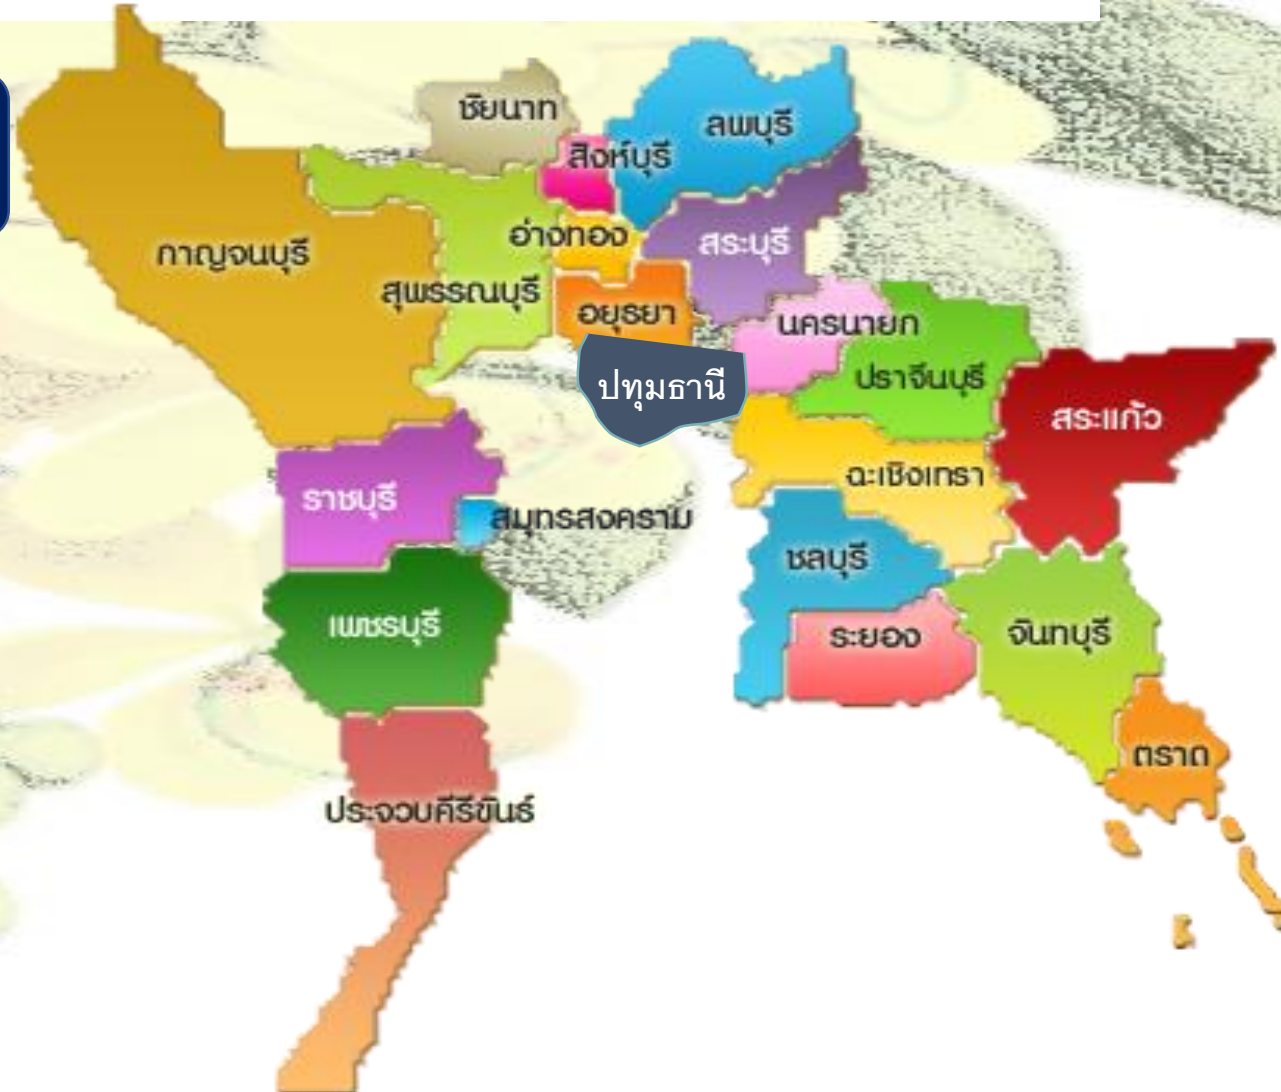 ชัยนาท
ลพบุรี
สิงห์บุรี
อ่างทอง
สระบุรี
กาญจนบุรี
สุพรรณบุรี
อยุธยา
นครนายก
ปทุมธานี
ปราจีนบุรี
สระแก้ว
ฉะเชิงเทรา
ราชบุรี
สมุทรสงคราม
ชลบุรี
เพชรบุรี
ระยอง
จันทบุรี
ตราด
ประจวบคีรีขันธ์